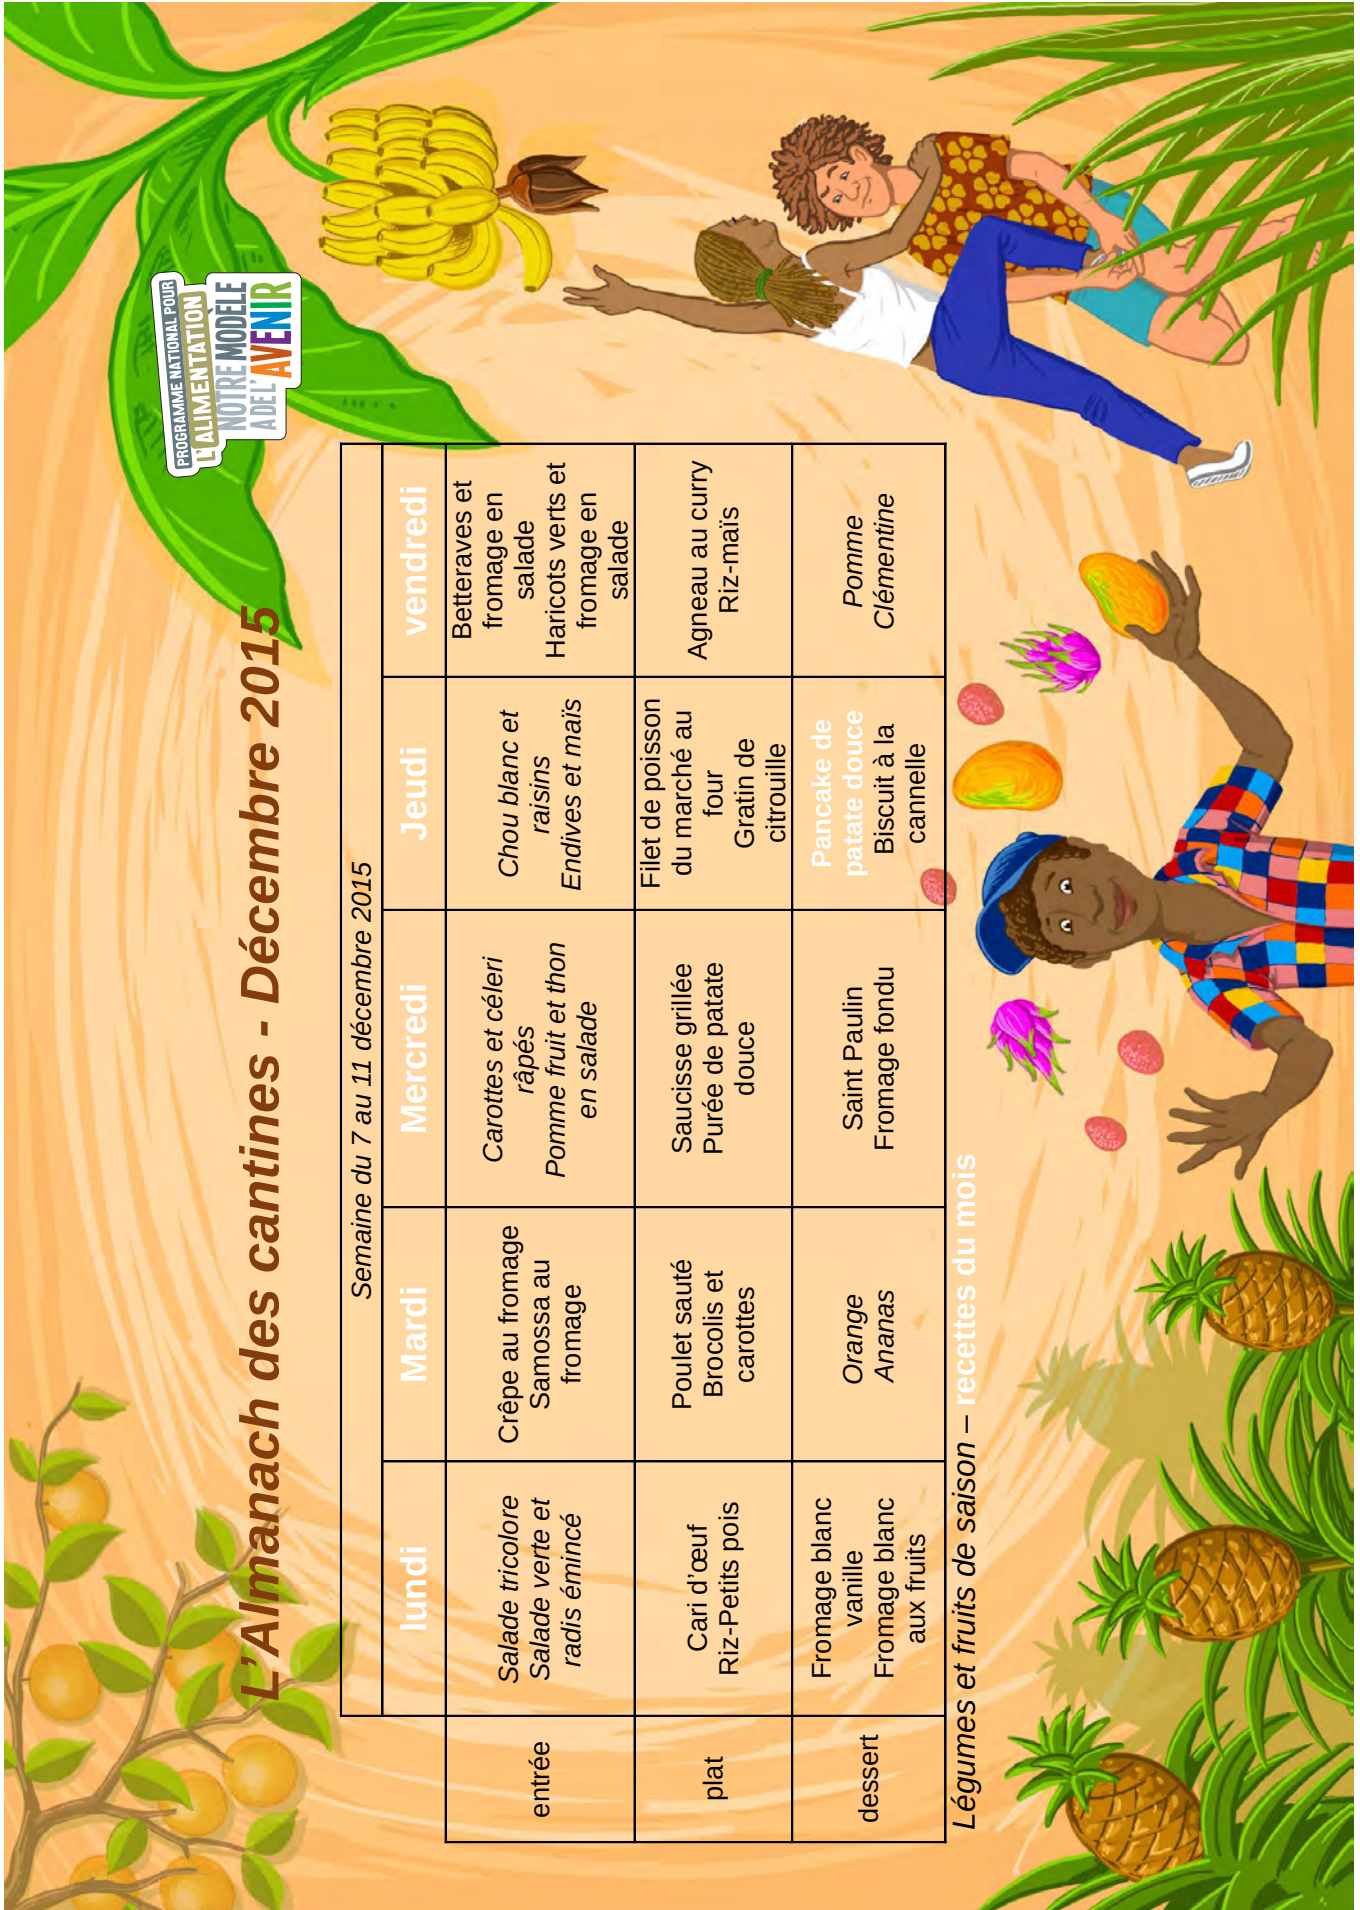 PROGRAMME NATIONAL POUR
L'ALIMENTATION
NOTRE MODÈLE
A DE L'AVENIR
L'Almanach des cantines - Décembre 2015
Semaine du 7 au 11 décembre 2015
lundi
Mardi
Mercredi
Jeudi
vendredi
entrée
Salade tricolore
Salade verte et
radis émincé
Crêpe au fromage
Samossa au
fromage
Carottes et céleri
râpés
Pomme fruit et thon
en salade
Chou blanc et
raisins
Endives et maïs
Betteraves et
fromage en
salade
Haricots verts et
fromage en
salade
plat
Cari d'œuf
Riz-Petits pois
Poulet sauté
Brocolis et
carottes
Saucisse grillée
Purée de patate
douce
Filet de poisson
du marché au
four
Gratin de
citrouille
Agneau au curry
Riz-maïs
dessert
Fromage blanc
vanille
Fromage blanc
aux fruits
Orange
Ananas
Saint Paulin
Fromage fondu
Pancake de
patate douce
Biscuit à la
cannelle
Pomme
Clémentine
Légumes et fruits de saison – recettes du mois